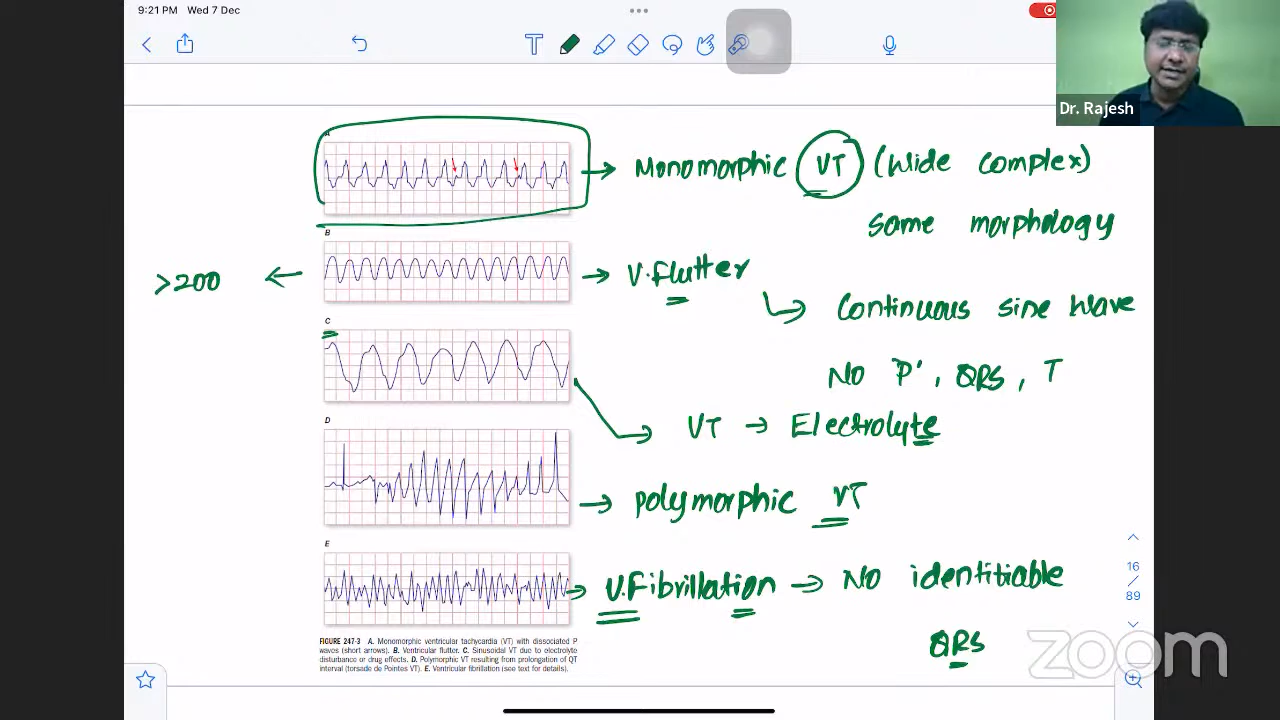 9:21 PM Wed 7 Dec
Dr. Rajesh
A
→ Monomorphic VT (Wide complex)
Same morphology
B
>200 ← → V.Flutter
Continuous sine wave
C
No P', QRS, T
VT → Electrolyte
D
→ polymorphic VT
E
→ V.Fibrillation → No identitiable
QRS
16
/
89
FIGURE 247-3 A. Monomorphic ventricular tachycardia (VT) with dissociated P
waves (short arrows). B. Ventricular flutter. C. Sinusoidal VT due to electrolyte
disturbance or drug effects. D. Polymorphic VT resulting from prolongation of QT
interval (torsade de Pointes VT). E. Ventricular fibrillation (see text for details).
zoom